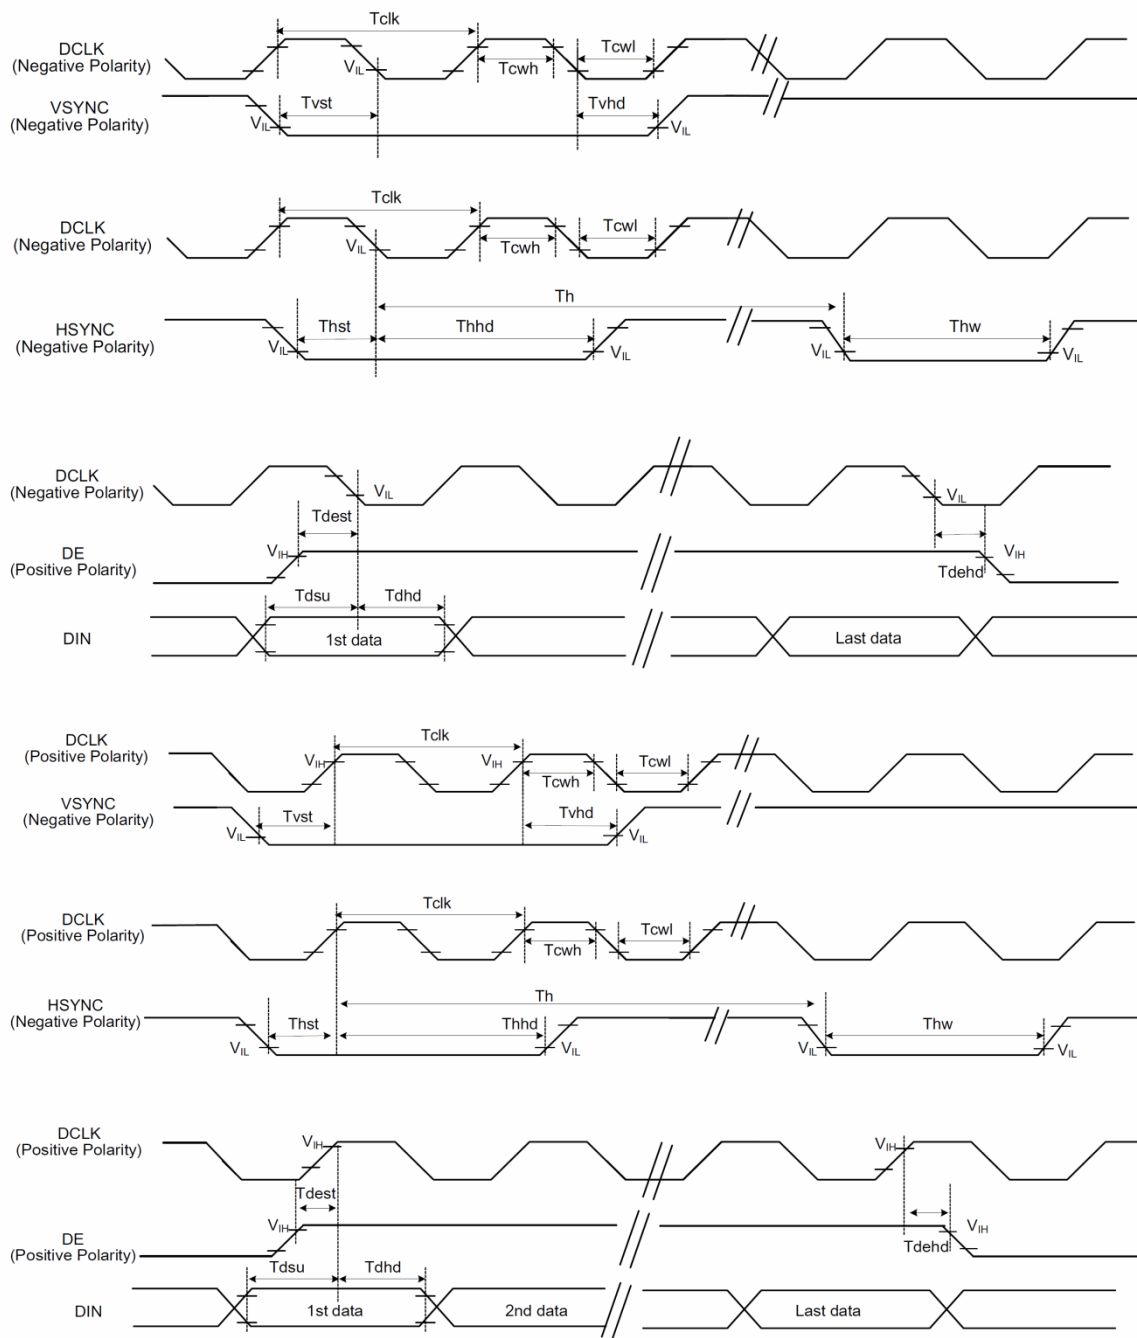 Tclk
DCLK
(Negative Polarity)
Tcwl
VIL
Tcwh
VSYNC
(Negative Polarity)
Tvst
Tvhd
VIL
VIL
Tclk
DCLK
(Negative Polarity)
Tcwl
VIL
Tcwh
Th
HSYNC
(Negative Polarity)
Thst
Thhd
Thw
VIL
VIL
VIL
VIL
DCLK
(Negative Polarity)
VIL
VIL
Tdest
DE
(Positive Polarity)
VIH
VIH
Tdehd
Tdsu
Tdhd
DIN
1st data
Last data
DCLK
(Positive Polarity)
Tclk
VIH
VIH
Tcwl
Tcwh
VSYNC
(Negative Polarity)
Tvst
Tvhd
VIL
VIL
Tclk
DCLK
(Positive Polarity)
Tcwl
Tcwh
Th
HSYNC
(Negative Polarity)
Thst
Thhd
Thw
VIL
VIL
VIL
VIL
DCLK
(Positive Polarity)
VIH
VIH
Tdest
DE
(Positive Polarity)
VIH
VIH
Tdehd
Tdsu
Tdhd
DIN
1st data
2nd data
Last data